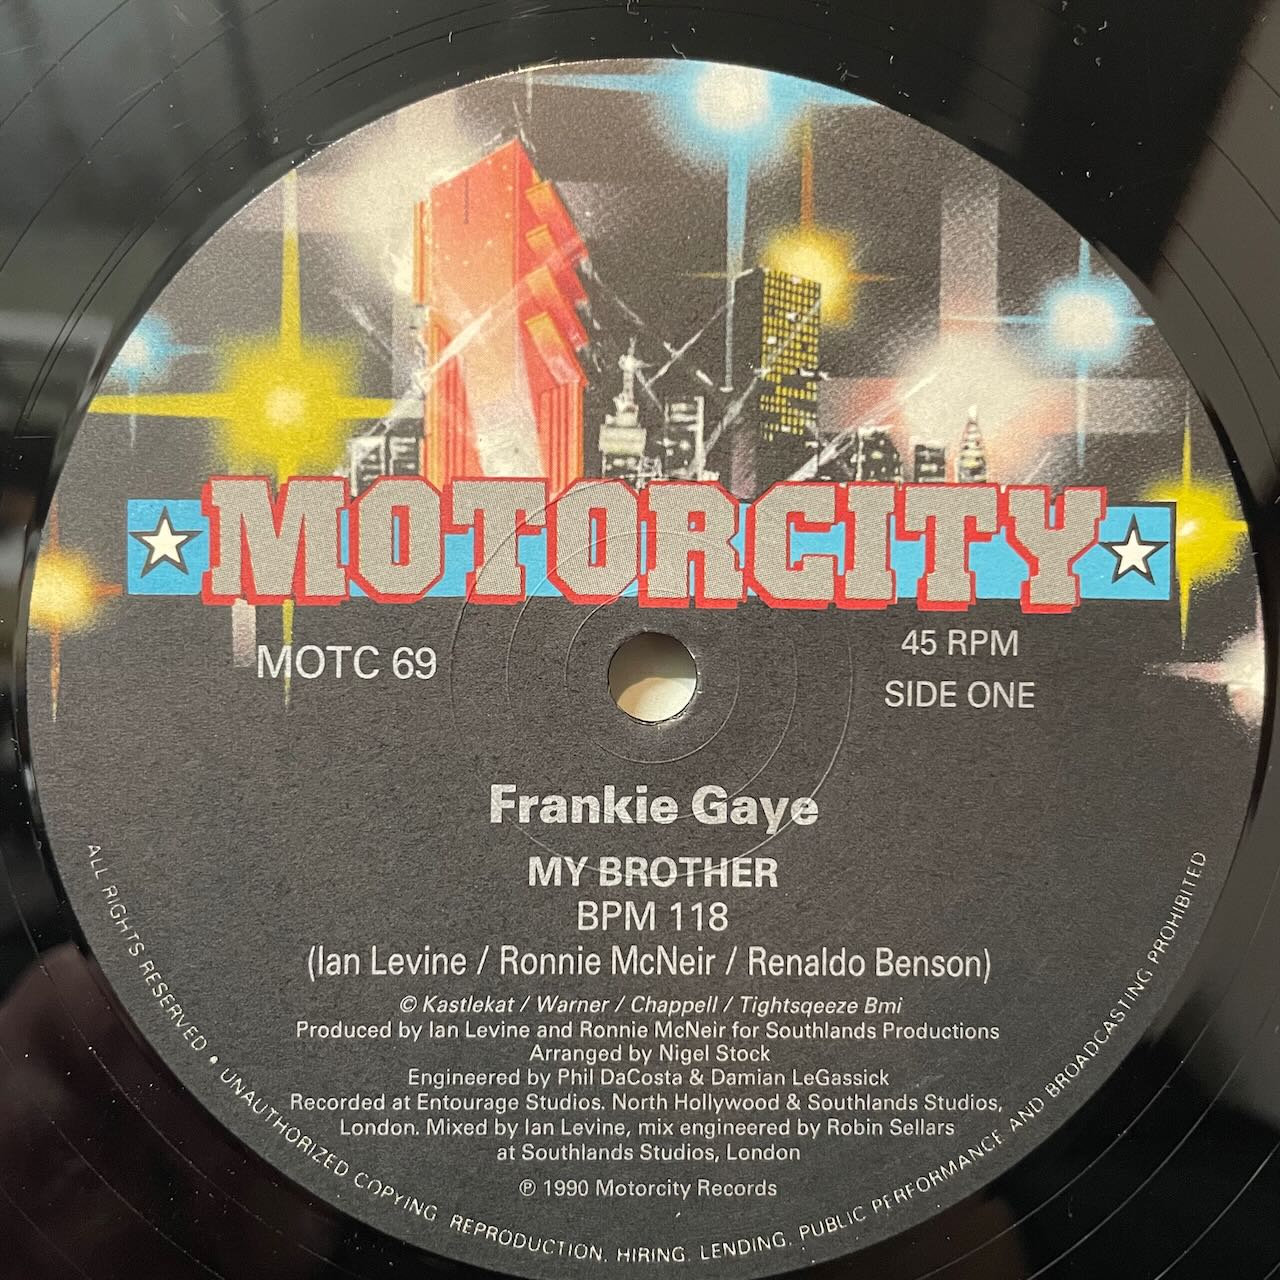 MOTORCITY
MOTC 69
45 RPM
SIDE ONE
Frankie Gaye
MY BROTHER
BPM 118
(Ian Levine / Ronnie McNeir / Renaldo Benson)
© Kastlekat / Warner / Chappell / Tightsqeeze Bmi
Produced by Ian Levine and Ronnie McNeir for Southlands Productions
Arranged by Nigel Stock
Engineered by Phil DaCosta & Damian LeGassick
Recorded at Entourage Studios. North Hollywood & Southlands Studios,
London. Mixed by Ian Levine, mix engineered by Robin Sellars
at Southlands Studios, London
℗ 1990 Motorcity Records
ALL RIGHTS RESERVED • UNAUTHORIZED COPYING. REPRODUCTION. HIRING. LENDING. PUBLIC PERFORMANCE AND BROADCASTING PROHIBITED